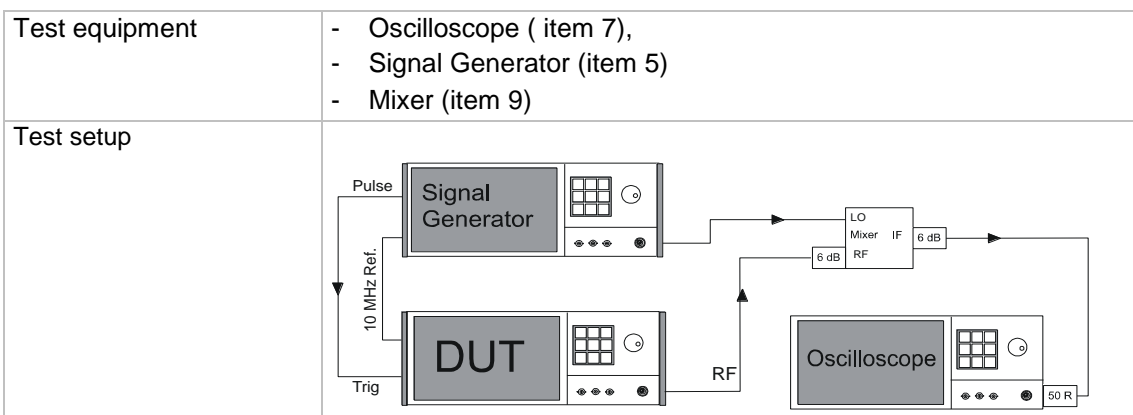 Test equipment
- Oscilloscope ( item 7),
- Signal Generator (item 5)
- Mixer (item 9)
Test setup
Pulse
Signal
Generator
10 MHz Ref.
Trig
DUT
RF
LO
Mixer IF
RF
6 dB
6 dB
Oscilloscope
50 R